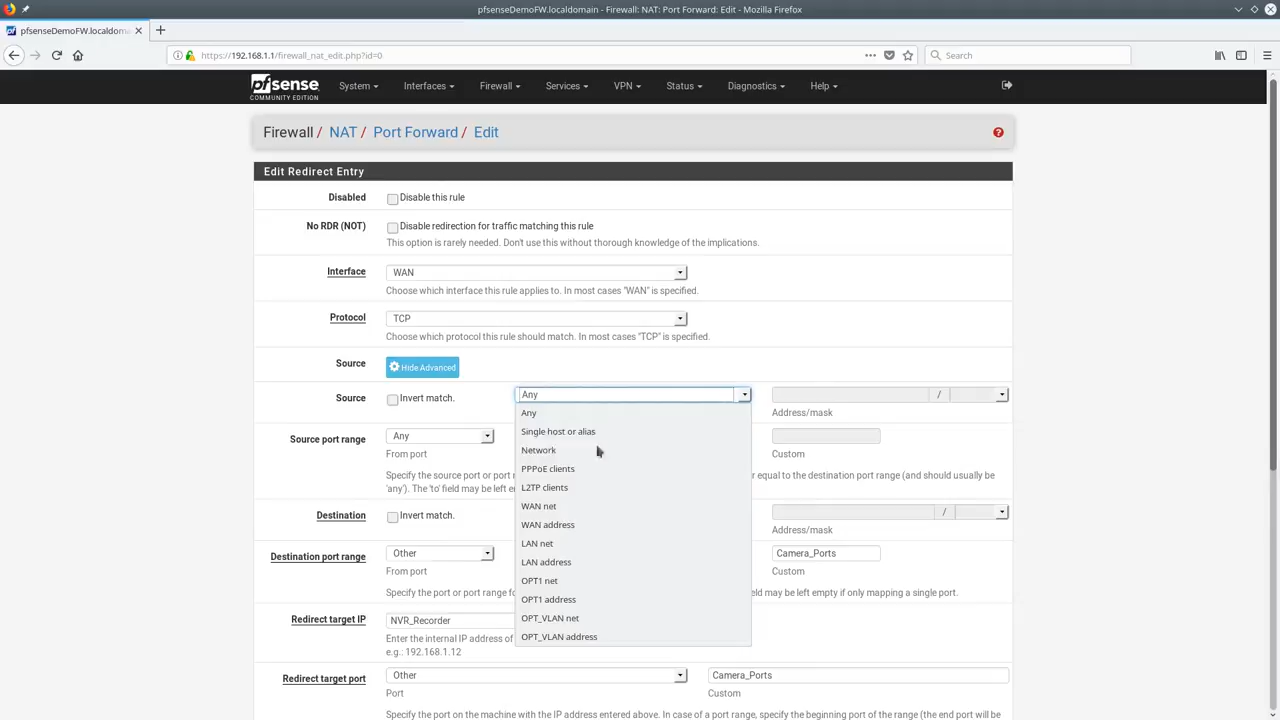 pfsenseDemoFW.localdomain - Firewall: NAT: Port Forward: Edit - Mozilla Firefox
pfsenseDemoFW.localdoma
https://192.168.1.1/firewall_nat_edit.php?id=0
Search
pfsense
COMMUNITY EDITION
System
Interfaces
Firewall
Services
VPN
Status
Diagnostics
Help
Firewall / NAT / Port Forward / Edit
Edit Redirect Entry
Disabled
Disable this rule
No RDR (NOT)
Disable redirection for traffic matching this rule
This option is rarely needed. Don't use this without thorough knowledge of the implications.
Interface
WAN
Choose which interface this rule applies to. In most cases "WAN" is specified.
Protocol
TCP
Choose which protocol this rule should match. In most cases "TCP" is specified.
Source
Hide Advanced
Source
Invert match.
Any
/
Address/mask
Any
Single host or alias
Network
PPPoE clients
L2TP clients
WAN net
WAN address
LAN net
LAN address
OPT1 net
OPT1 address
OPT_VLAN net
OPT_VLAN address
Source port range
Any
From port
Custom
Specify the source port or port r
er equal to the destination port range (and should usually be
'any'). The 'to' field may be left e
Destination
Invert match.
/
Address/mask
Destination port range
Other
From port
Camera_Ports
Custom
Specify the port or port range fo
eld may be left empty if only mapping a single port.
Redirect target IP
NVR_Recorder
Enter the internal IP address of
e.g.: 192.168.1.12
Redirect target port
Other
Port
Camera_Ports
Custom
Specify the port on the machine with the IP address entered above. In case of a port range, specify the beginning port of the range (the end port will be